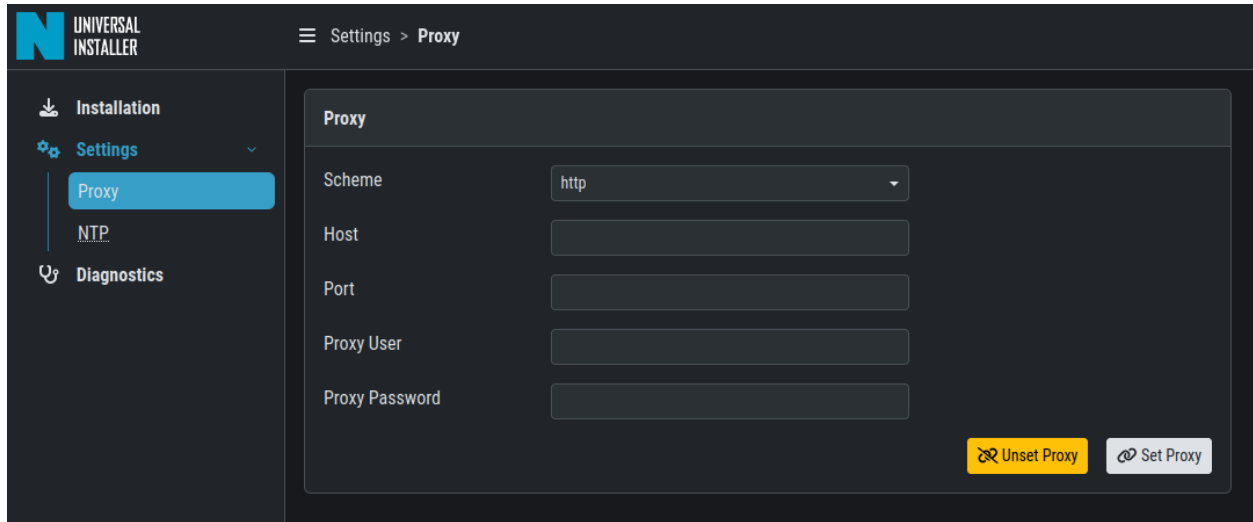 UNIVERSAL
INSTALLER
Settings > Proxy
Installation
Settings
Proxy
NTP
Diagnostics
Proxy
Scheme
http
Host
Port
Proxy User
Proxy Password
Unset Proxy
Set Proxy